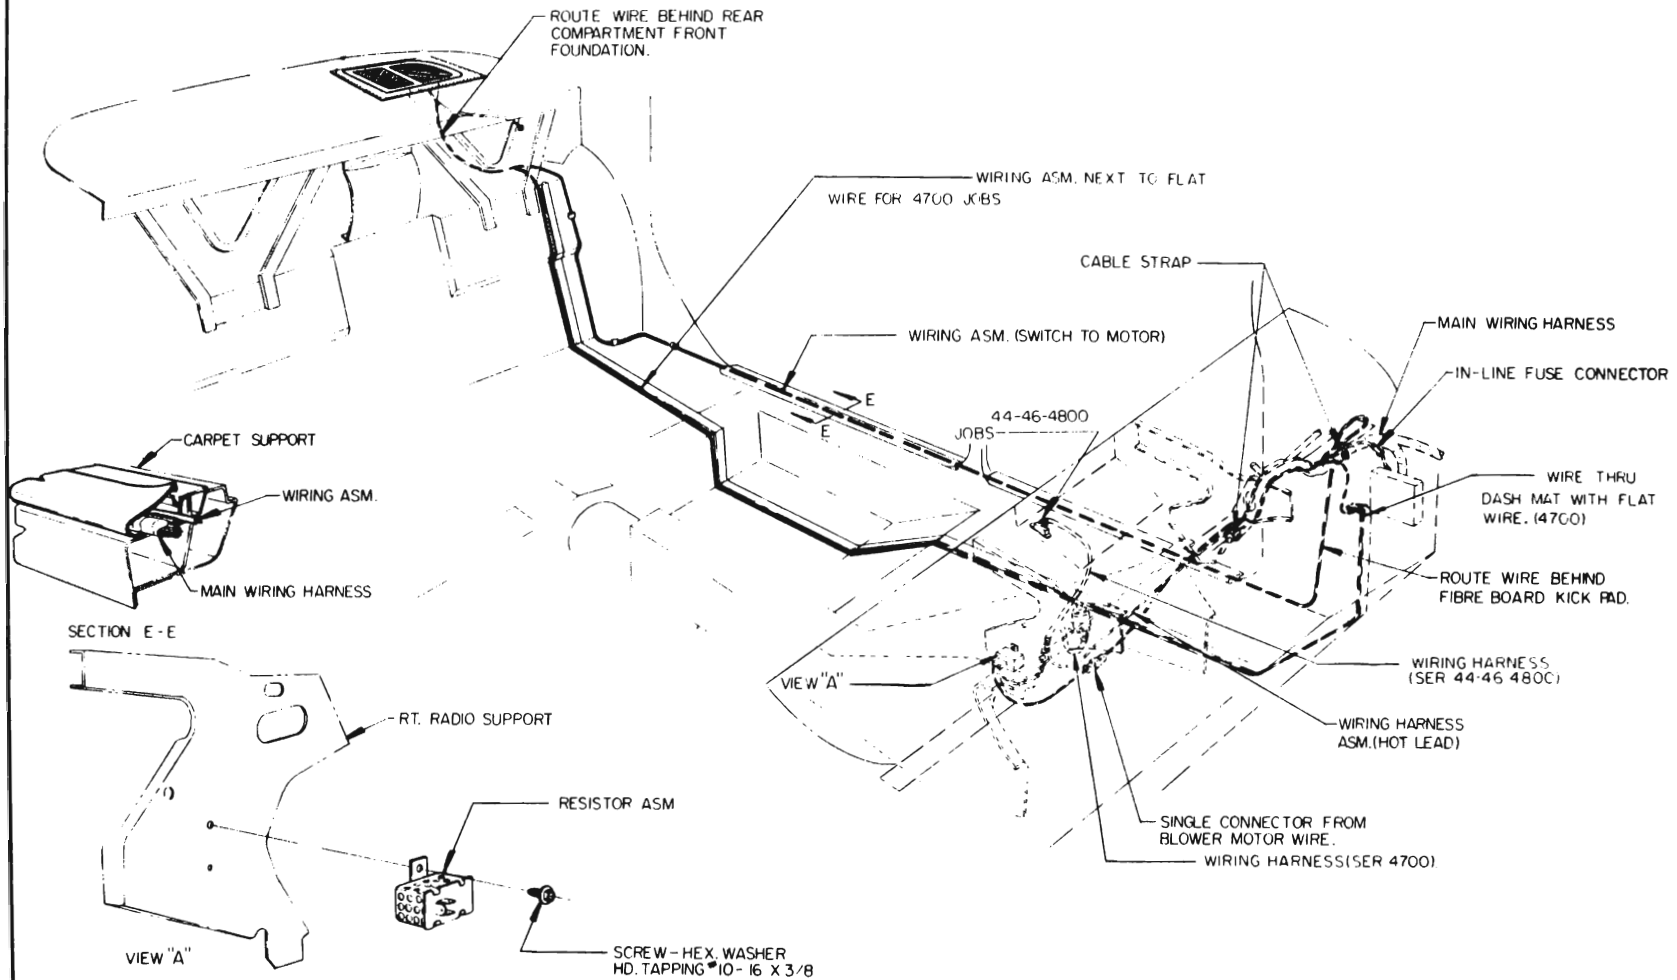 ROUTE WIRE BEHIND REAR
COMPARTMENT FRONT
FOUNDATION.
WIRING ASM. NEXT TO FLAT
WIRE FOR 4700 JOBS
CABLE STRAP
MAIN WIRING HARNESS
WIRING ASM. (SWITCH TO MOTOR)
IN-LINE FUSE CONNECTOR
E
E
44-46-4800
JOBS
CARPET SUPPORT
WIRING ASM.
WIRE THRU
DASH MAT WITH FLAT
WIRE. (4700)
MAIN WIRING HARNESS
ROUTE WIRE BEHIND
FIBRE BOARD KICK PAD.
SECTION E-E
WIRING HARNESS
(SER 44-46 4800)
VIEW "A"
RT. RADIO SUPPORT
WIRING HARNESS
ASM.(HOT LEAD)
RESISTOR ASM
SINGLE CONNECTOR FROM
BLOWER MOTOR WIRE.
WIRING HARNESS(SER 4700)
VIEW "A"
SCREW-HEX. WASHER
HD. TAPPING #10-16 X 3/8